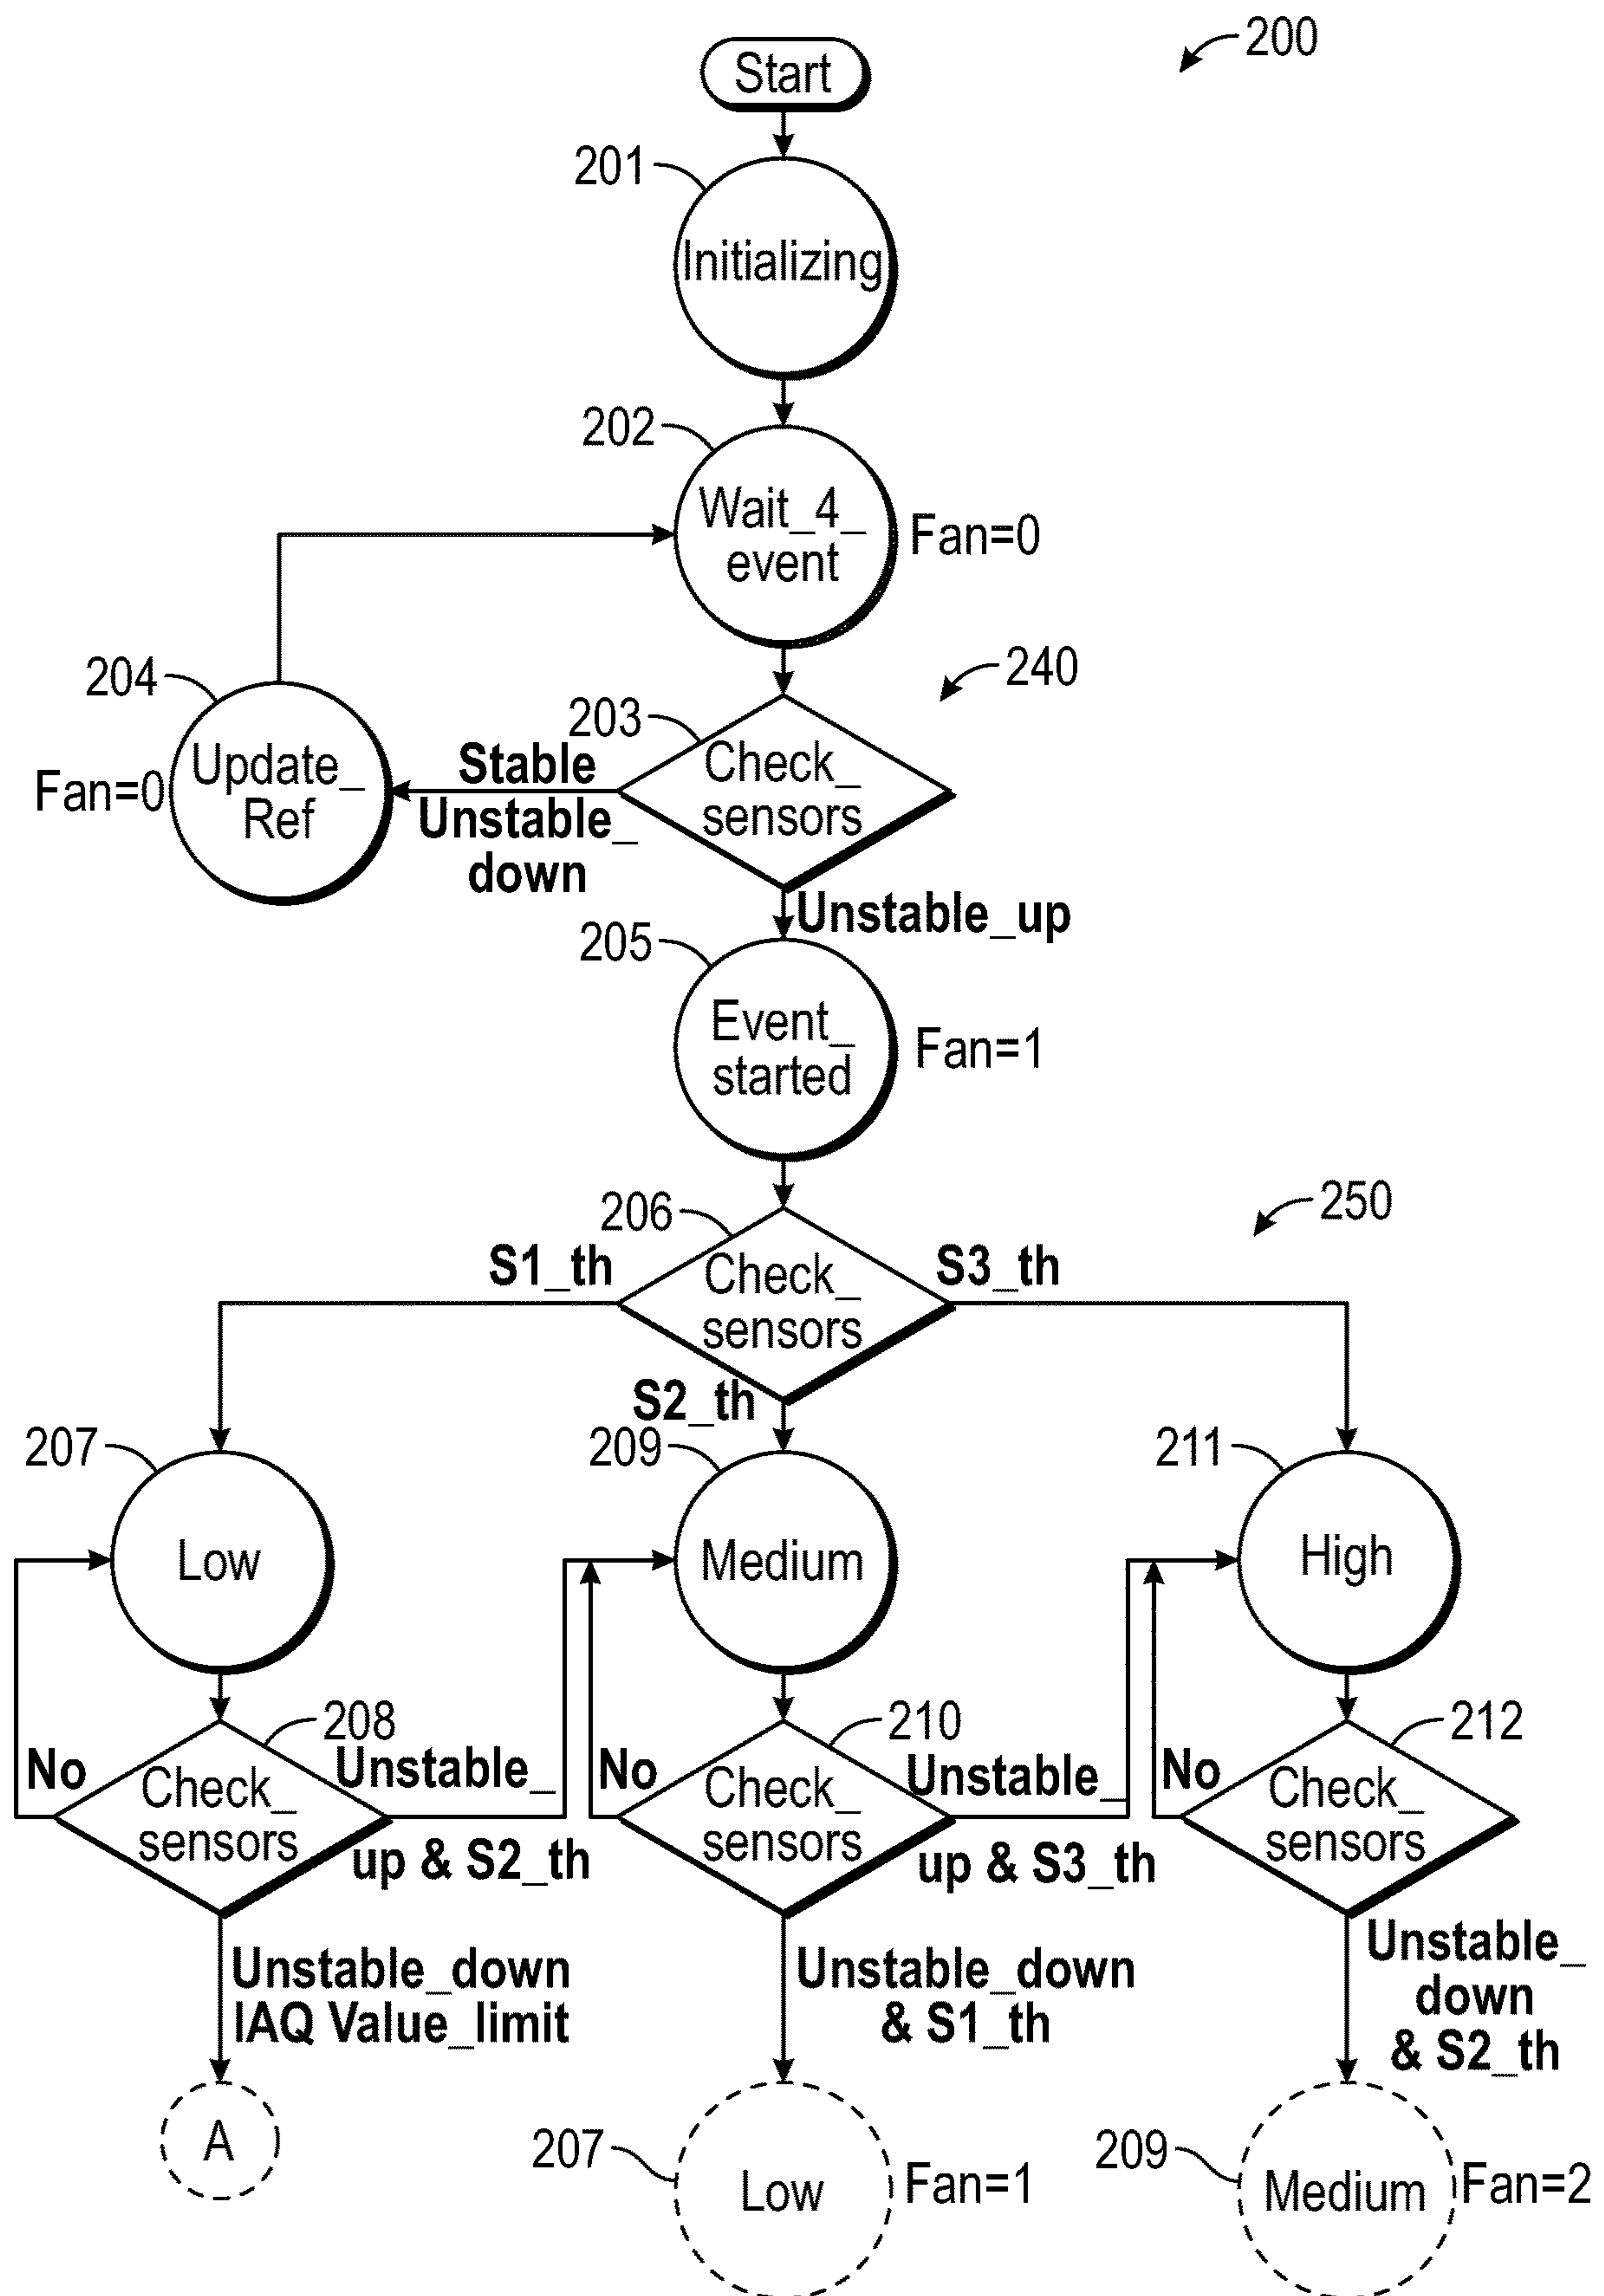 200
Start
201
Initializing
202
Wait_4_
event
Fan=0
240
204
203
Update_
Ref
Fan=0
Stable
Unstable_
down
Check_
sensors
Unstable_up
205
Event_
started
Fan=1
250
206
Check_
sensors
S1_th
S3_th
S2_th
207
209
211
Low
Medium
High
208
210
212
No
Check_
sensors
Unstable_
up & S2_th
No
Check_
sensors
Unstable_
up & S3_th
No
Check_
sensors
Unstable_down
IAQ Value_limit
Unstable_down
& S1_th
Unstable_
down
& S2_th
A
207
Low
Fan=1
209
Medium
Fan=2